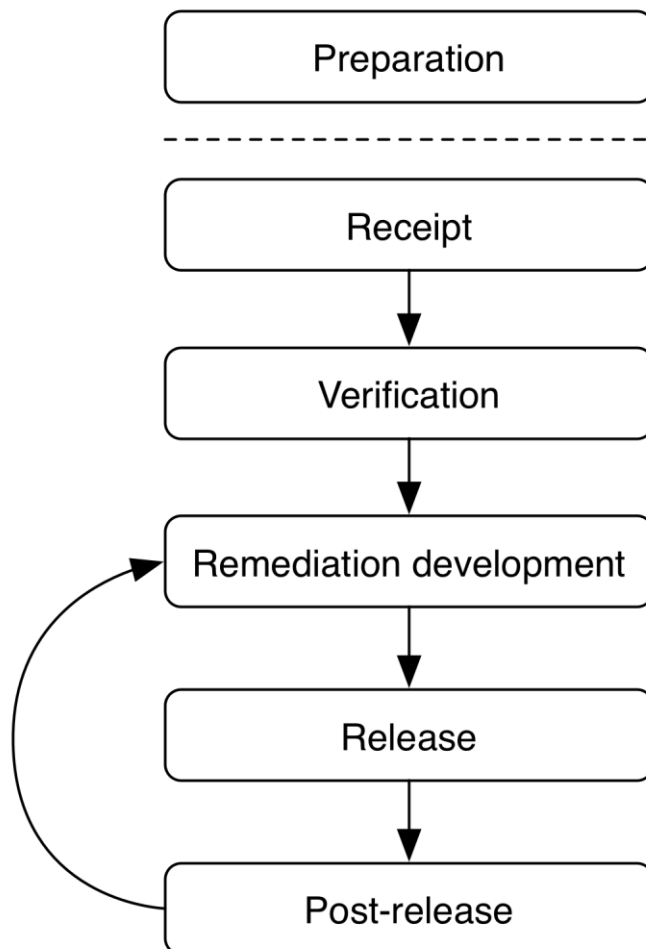 Preparation
Receipt
Verification
Remediation development
Release
Post-release